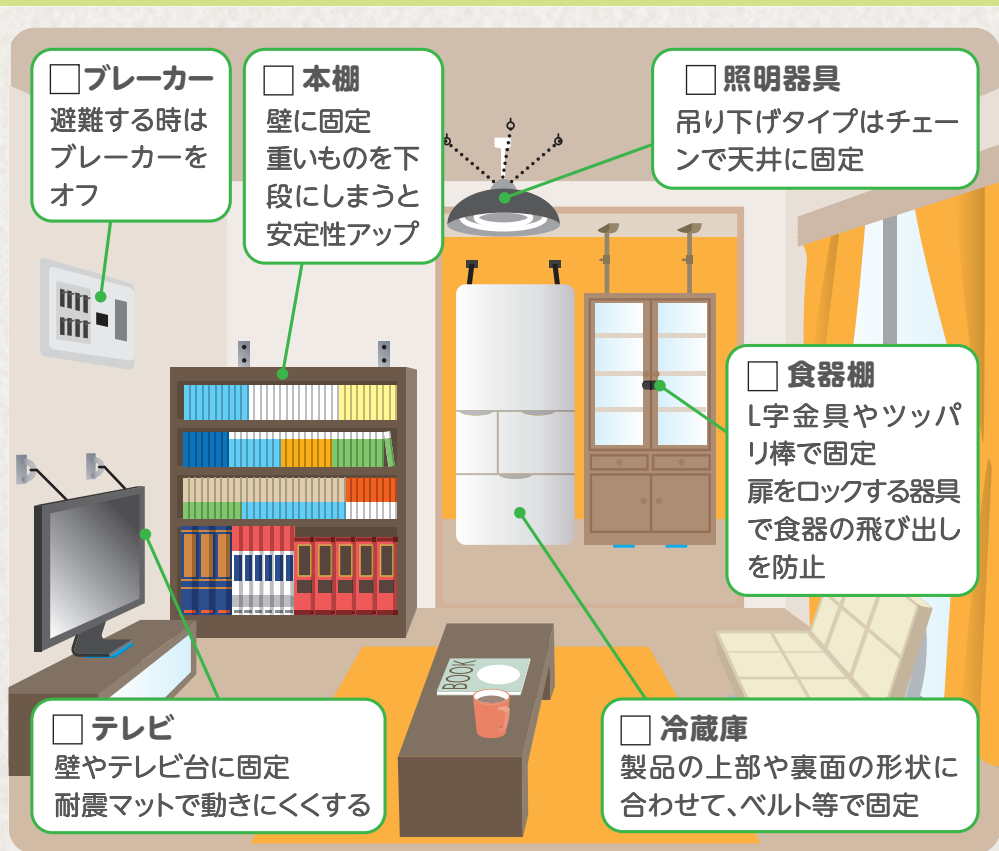 □ブレーカー
避難する時は
ブレーカーを
オフ
□本棚
壁に固定
重いものを下
段にしまうと
安定性アップ
□照明器具
吊り下げタイプはチェー
ンで天井に固定
□食器棚
L字金具やツッパ
リ棒で固定
扉をロックする器具
で食器の飛び出し
を防止
BOOK
□テレビ
壁やテレビ台に固定
耐震マットで動きにくくする
□冷蔵庫
製品の上部や裏面の形状に
合わせて、ベルト等で固定